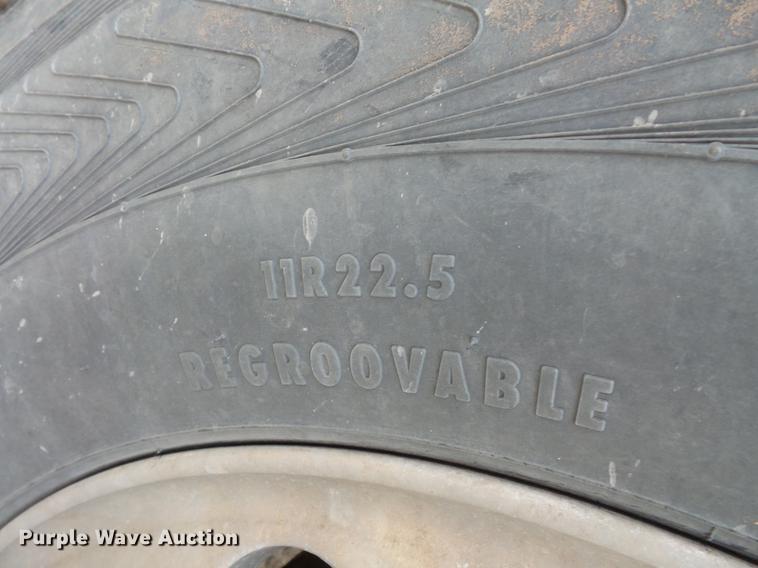 11R22.5
REGROOVABLE
Purple Wave Auction